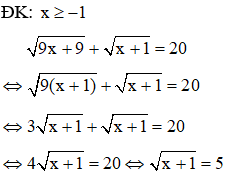 ĐK: x ≥ −1
√(9x + 9) + √(x + 1) = 20
⇔ √(9(x + 1)) + √(x + 1) = 20
⇔ 3√(x + 1) + √(x + 1) = 20
⇔ 4√(x + 1) = 20 ⇔ √(x + 1) = 5